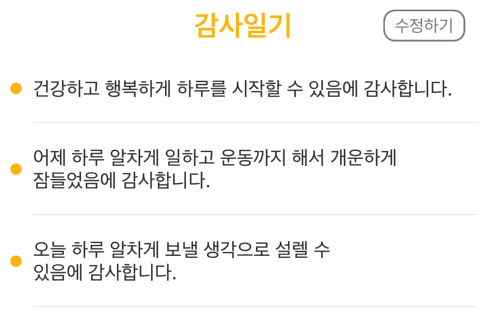 감사일기
수정하기
건강하고 행복하게 하루를 시작할 수 있음에 감사합니다.
어제 하루 알차게 일하고 운동까지 해서 개운하게
잠들었음에 감사합니다.
오늘 하루 알차게 보낼 생각으로 설렐 수
있음에 감사합니다.